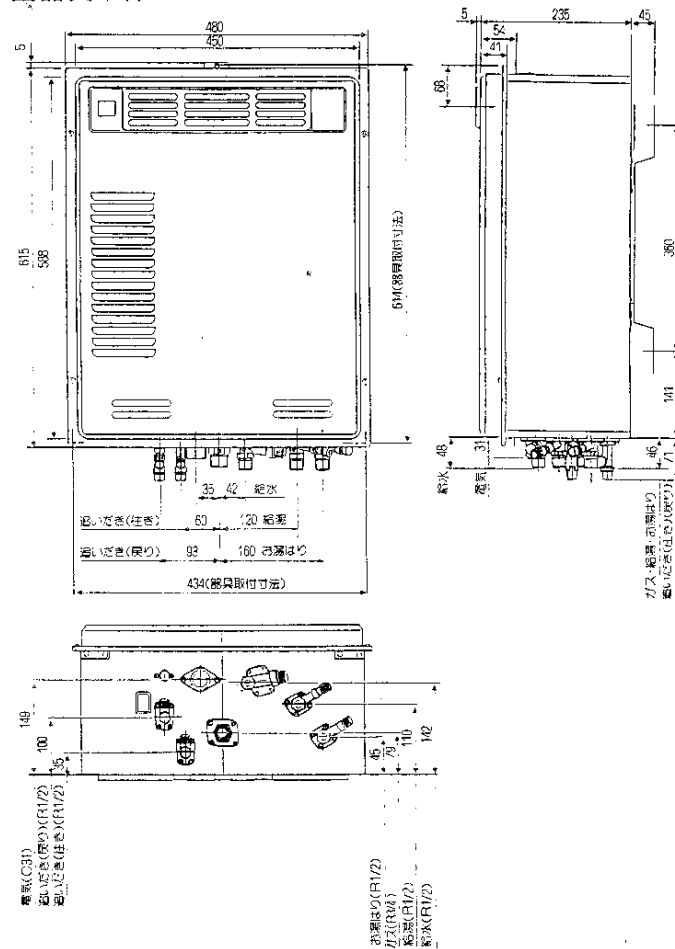 480
450
5
615
588
614(器具取付寸法)
35 42 給水
追いだき(往き) 60 120 給湯
追いだき(戻り) 93 160 お湯はり
434(器具取付寸法)
5 235 45
54
41
68
360
141
48
31
46
71
給水
電気
ガス・給湯・お湯はり
追いだき(往き)(戻り)
149
100
35
45
79
110
142
電気(C31)
追いだき(戻り)(R1/2)
追いだき(往き)(R1/2)
お湯はり(R1/2)
ガス(R3/4)
給湯(R1/2)
給水(R1/2)